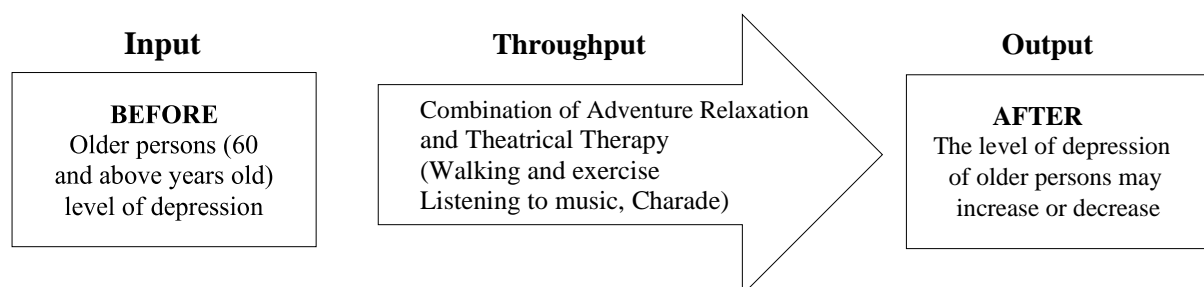 Input
BEFORE
Older persons (60
and above years old)
level of depression
Throughput
Combination of Adventure Relaxation
and Theatrical Therapy
(Walking and exercise
Listening to music, Charade)
Output
AFTER
The level of depression
of older persons may
increase or decrease